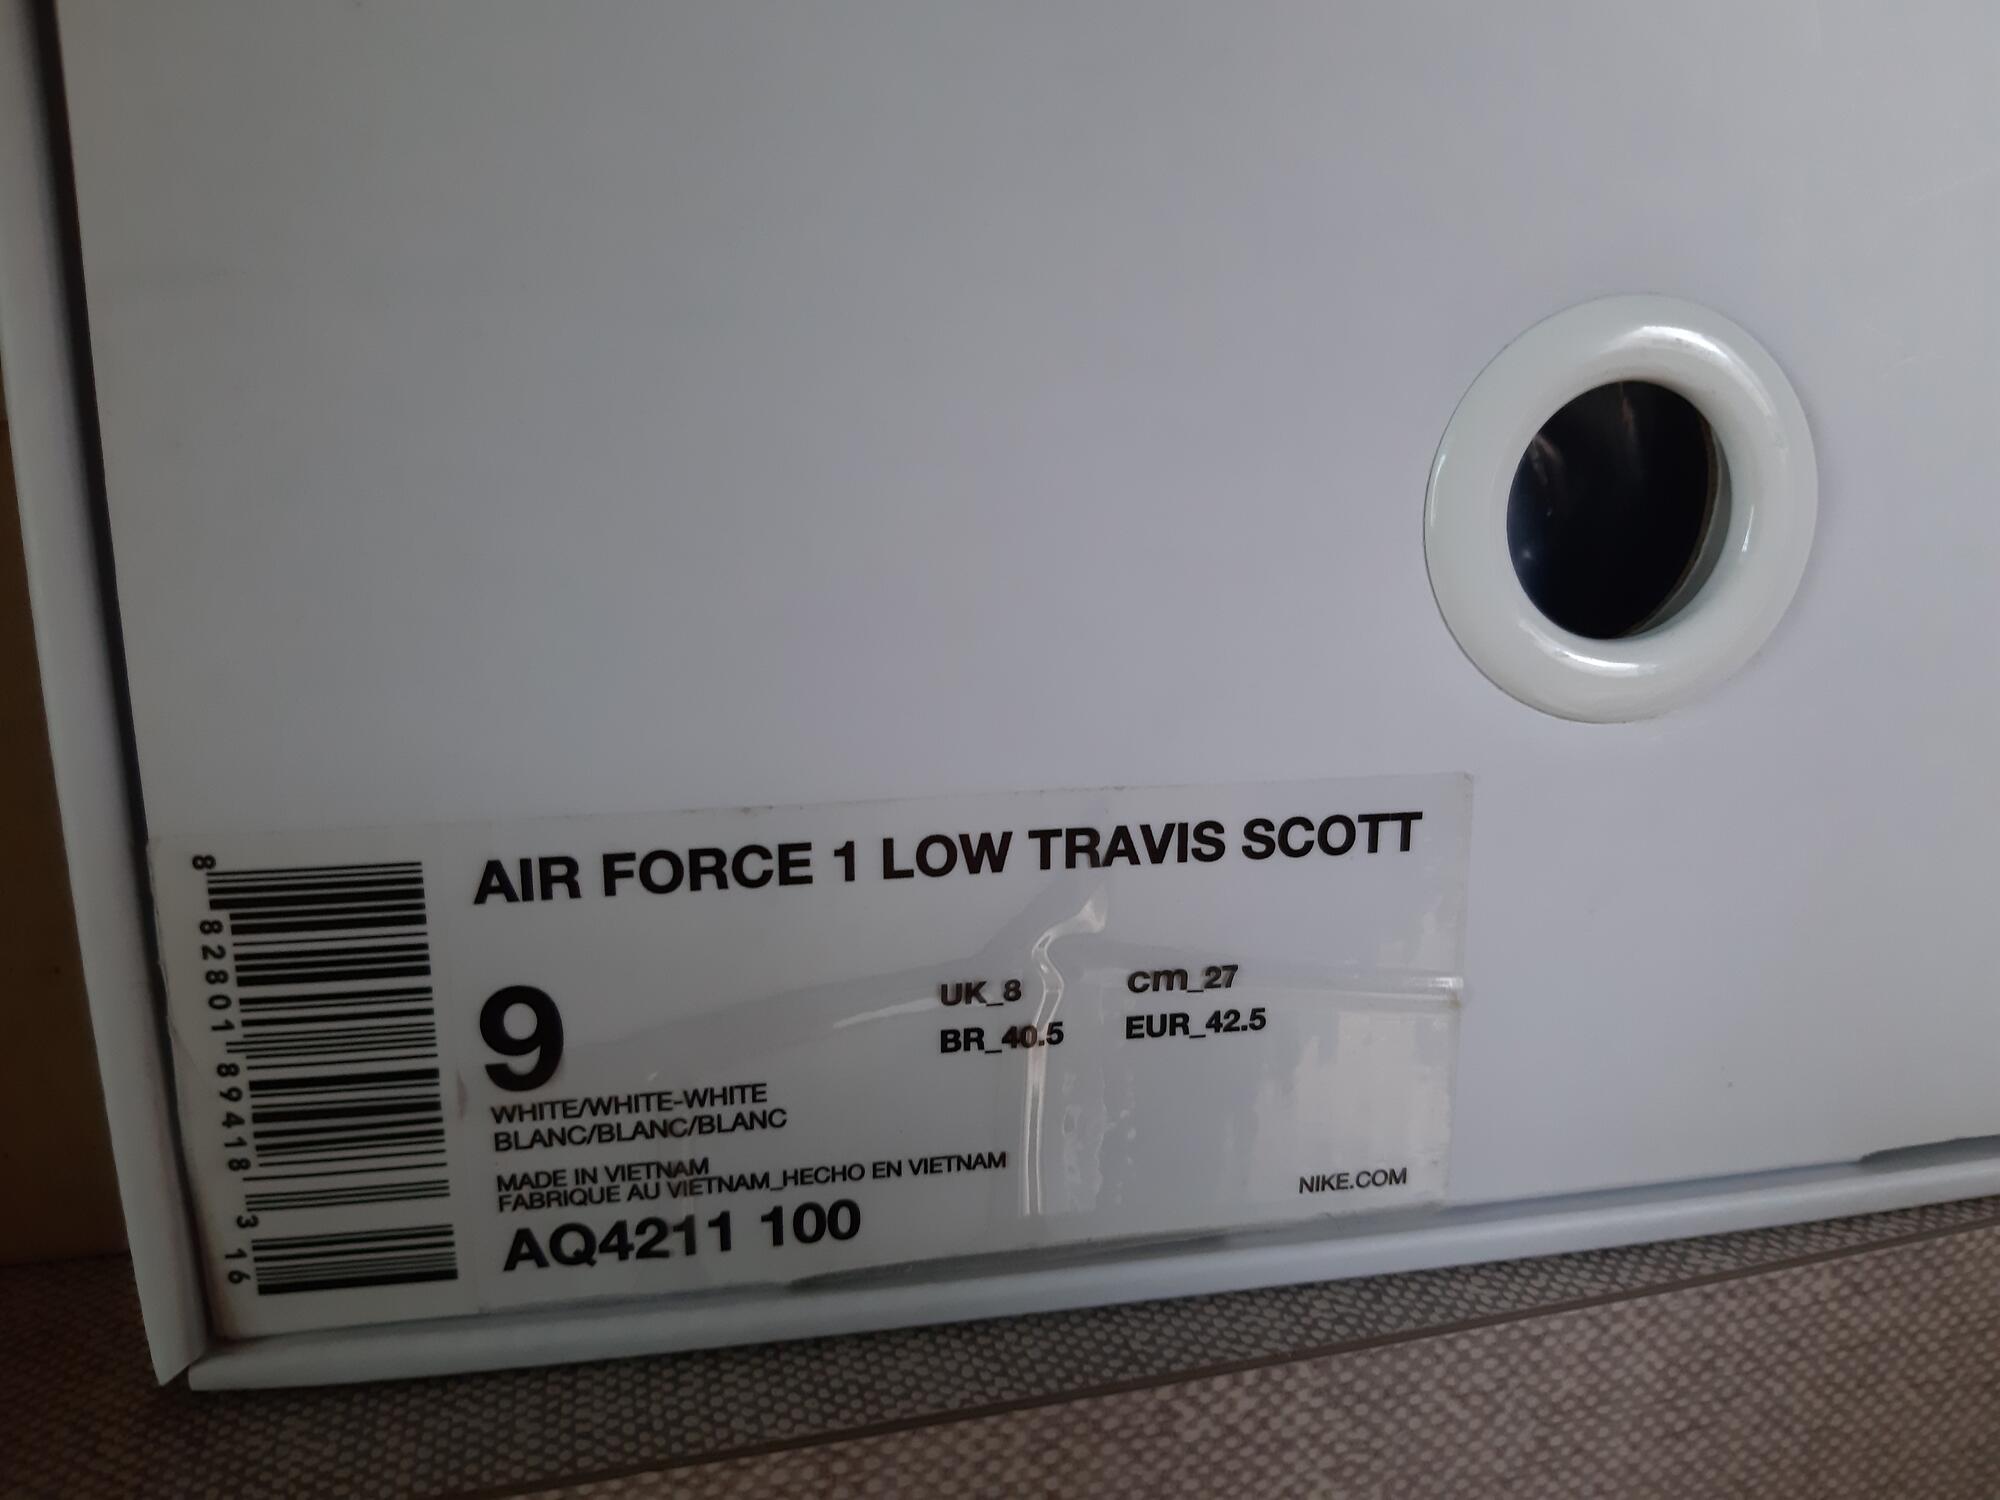 AIR FORCE 1 LOW TRAVIS SCOTT
9
UK_8 cm_27
BR_40.5 EUR_42.5
WHITE/WHITE-WHITE
BLANC/BLANC/BLANC
MADE IN VIETNAM
FABRIQUE AU VIETNAM_HECHO EN VIETNAM
NIKE.COM
AQ4211 100
8 82801 89418 3 16